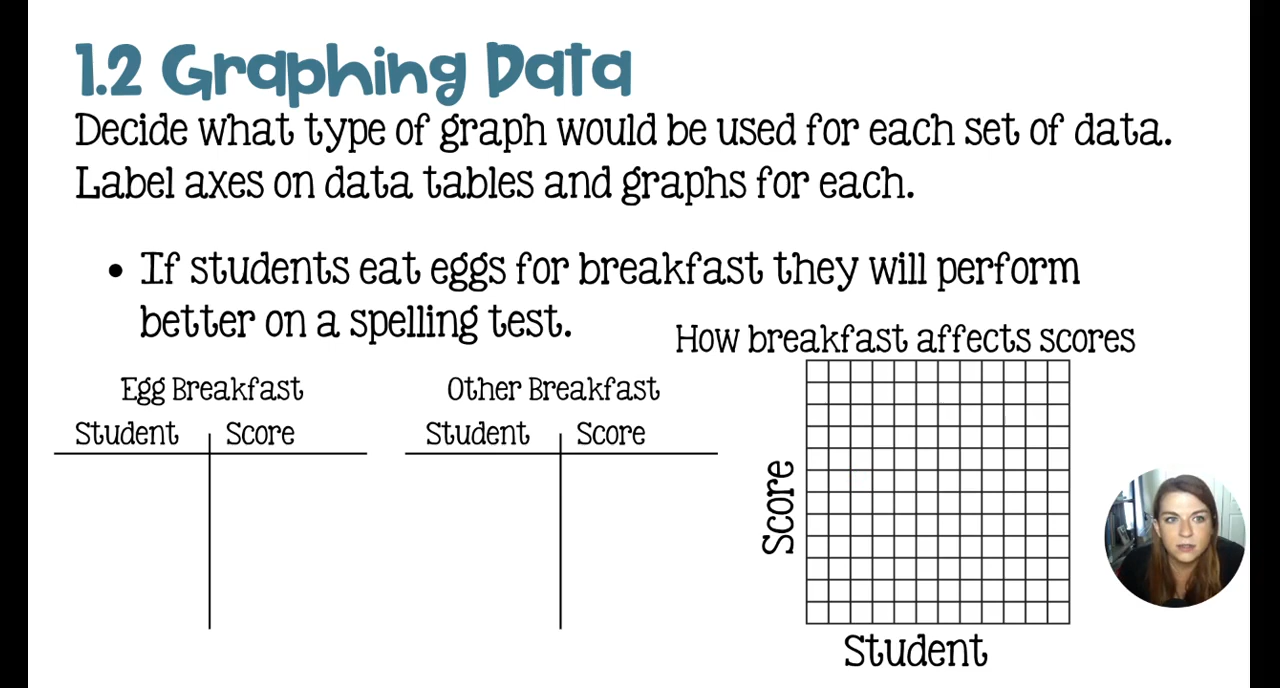 1.2 Graphing Data
Decide what type of graph would be used for each set of data.
Label axes on data tables and graphs for each.
• If students eat eggs for breakfast they will perform
better on a spelling test.
Egg Breakfast
Student Score
Other Breakfast
Student Score
How breakfast affects scores
Score
Student